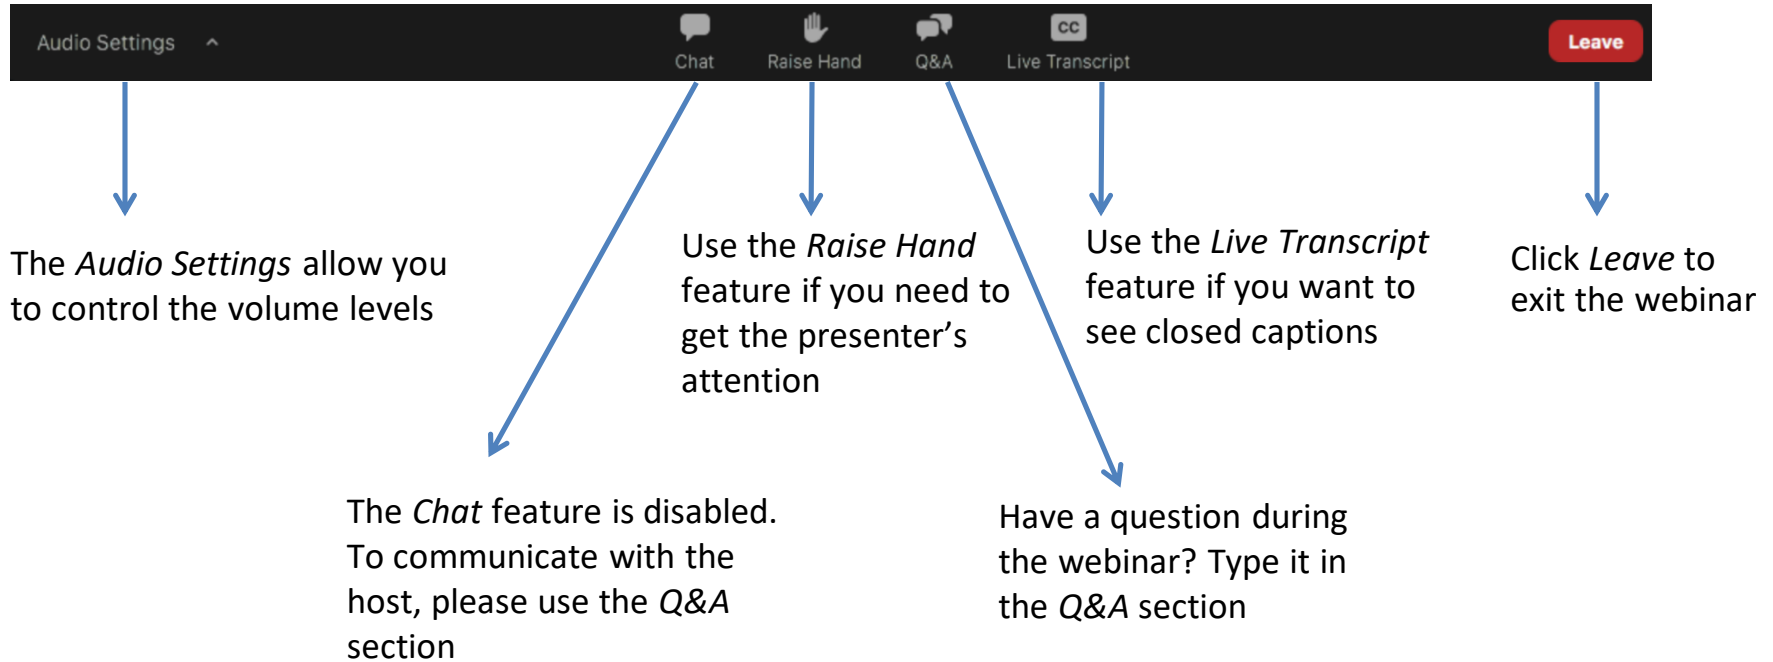 Audio Settings
Chat
Raise Hand
Q&A
CC
Live Transcript
Leave
The Audio Settings allow you
to control the volume levels
Use the Raise Hand
feature if you need to
get the presenter’s
attention
Use the Live Transcript
feature if you want to
see closed captions
Click Leave to
exit the webinar
The Chat feature is disabled.
To communicate with the
host, please use the Q&A
section
Have a question during
the webinar? Type it in
the Q&A section